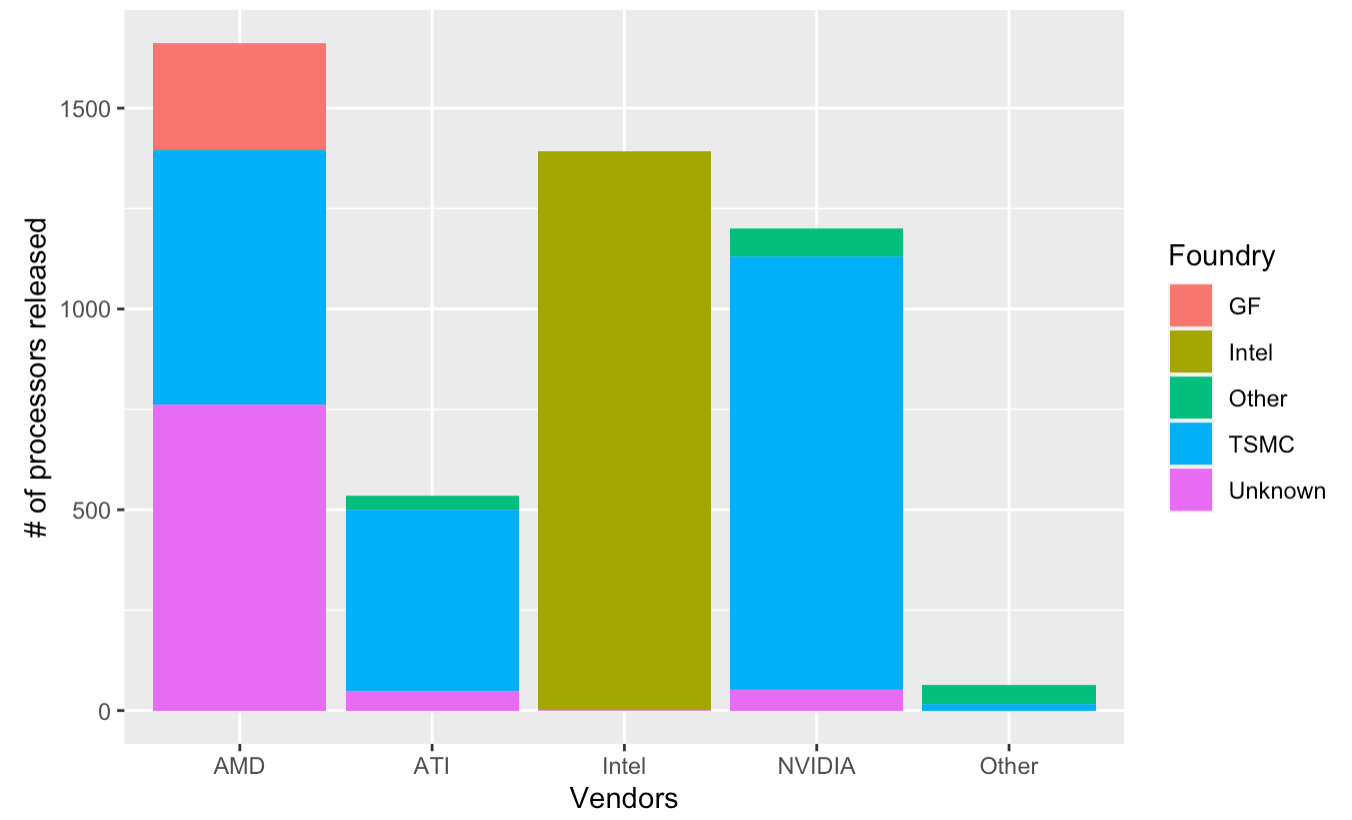 # of processors released
1500
1000
500
0
AMD
ATI
Intel
NVIDIA
Other
Vendors
Foundry
GF
Intel
Other
TSMC
Unknown